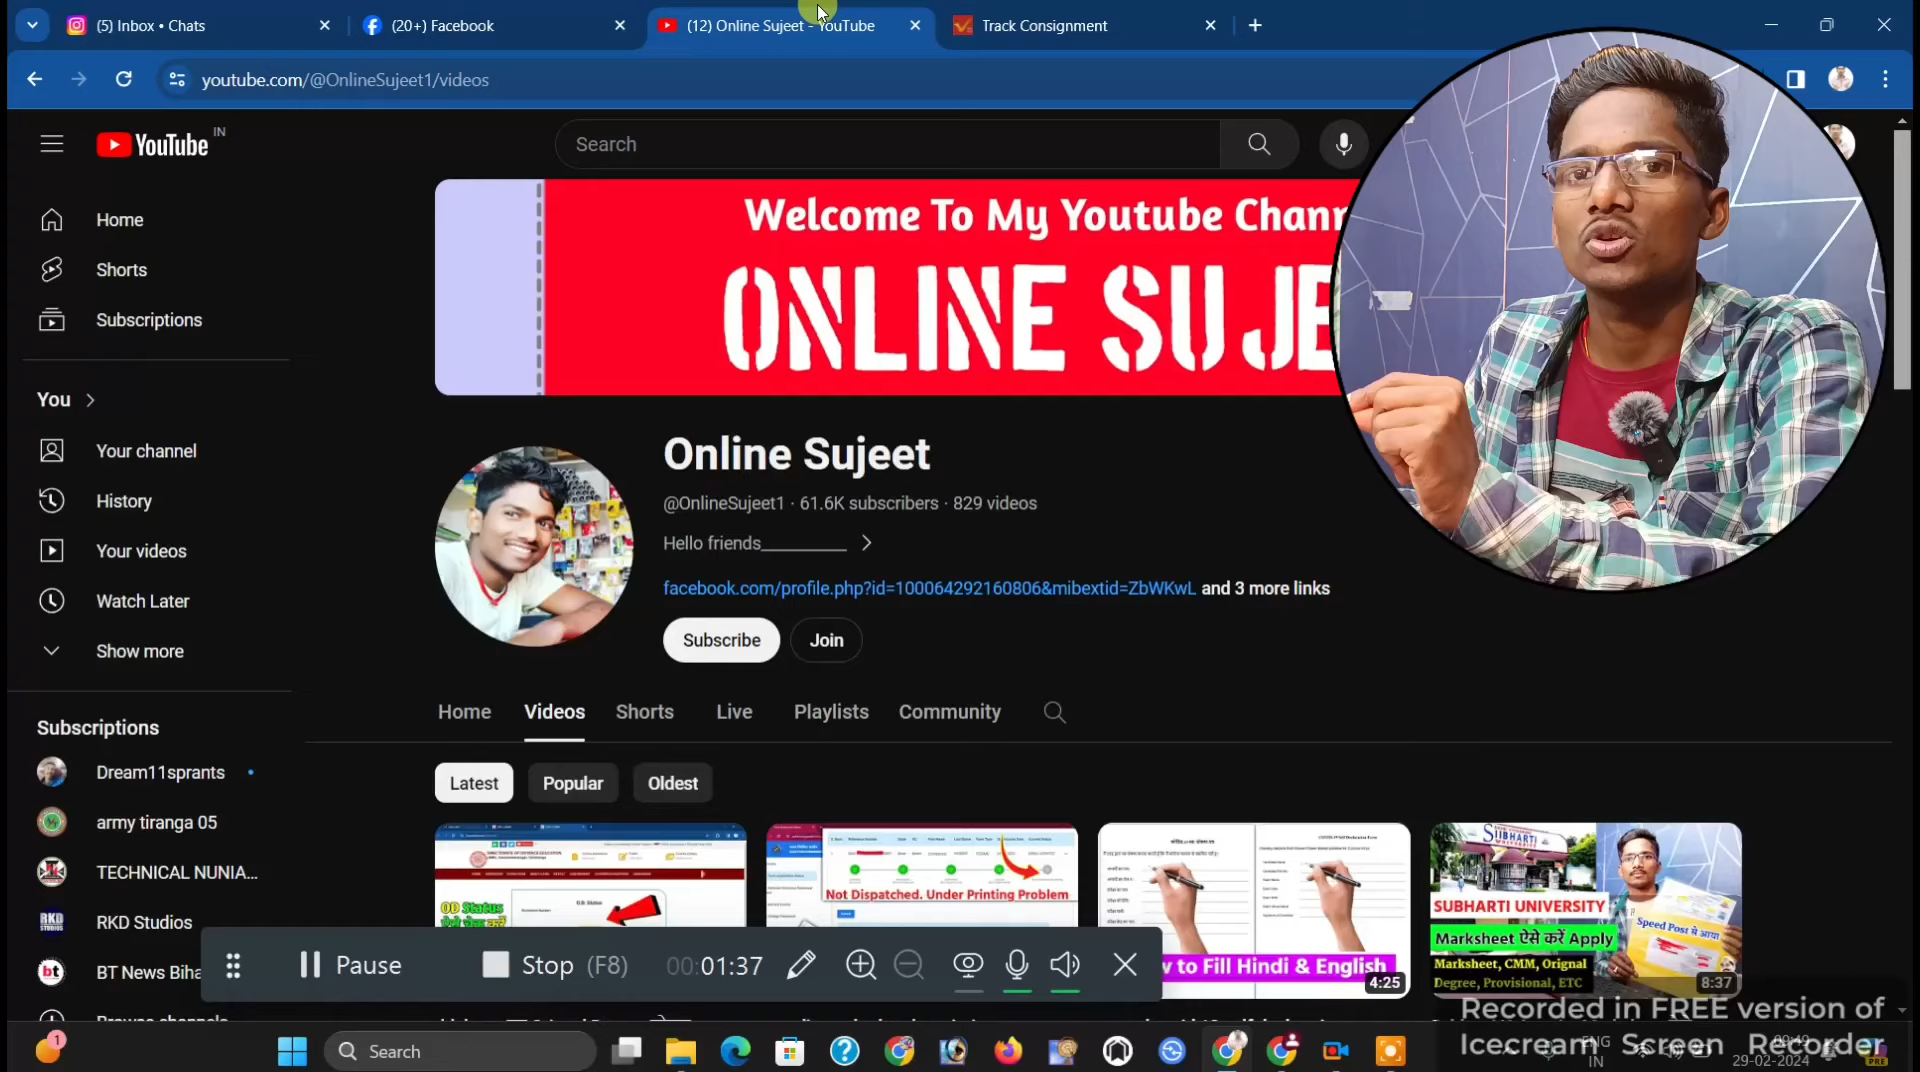 (5) Inbox • Chats
(20+) Facebook
(12) Online Sujeet - YouTube
Track Consignment
youtube.com/@OnlineSujeet1/videos
YouTube IN
Search
Home
Shorts
Subscriptions
You
Your channel
History
Your videos
Watch Later
Show more
Subscriptions
Dream11sprants
army tiranga 05
TECHNICAL NUNIA...
RKD Studios
BT News Biha
Welcome To My Youtube Chann
ONLINE SUJE
Online Sujeet
@OnlineSujeet1 · 61.6K subscribers · 829 videos
Hello friends__________
facebook.com/profile.php?id=100064292160806&mibextid=ZbWKwL and 3 more links
Subscribe
Join
Home
Videos
Shorts
Live
Playlists
Community
Latest
Popular
Oldest
OD Status
Not Dispatched. Under Printing Problem
w to Fill Hindi & English
4:25
SUBHARTI UNIVERSITY
Marksheet ऐसे करें Apply
Marksheet, CMM, Orignal
Degree, Provisional, ETC
Speed Post से आया
8:37
Pause
Stop (F8)
00:01:37
Recorded in FREE version of
Icecream Screen Recorder
1
Search
ENG
IN
29-02-2024
PRE